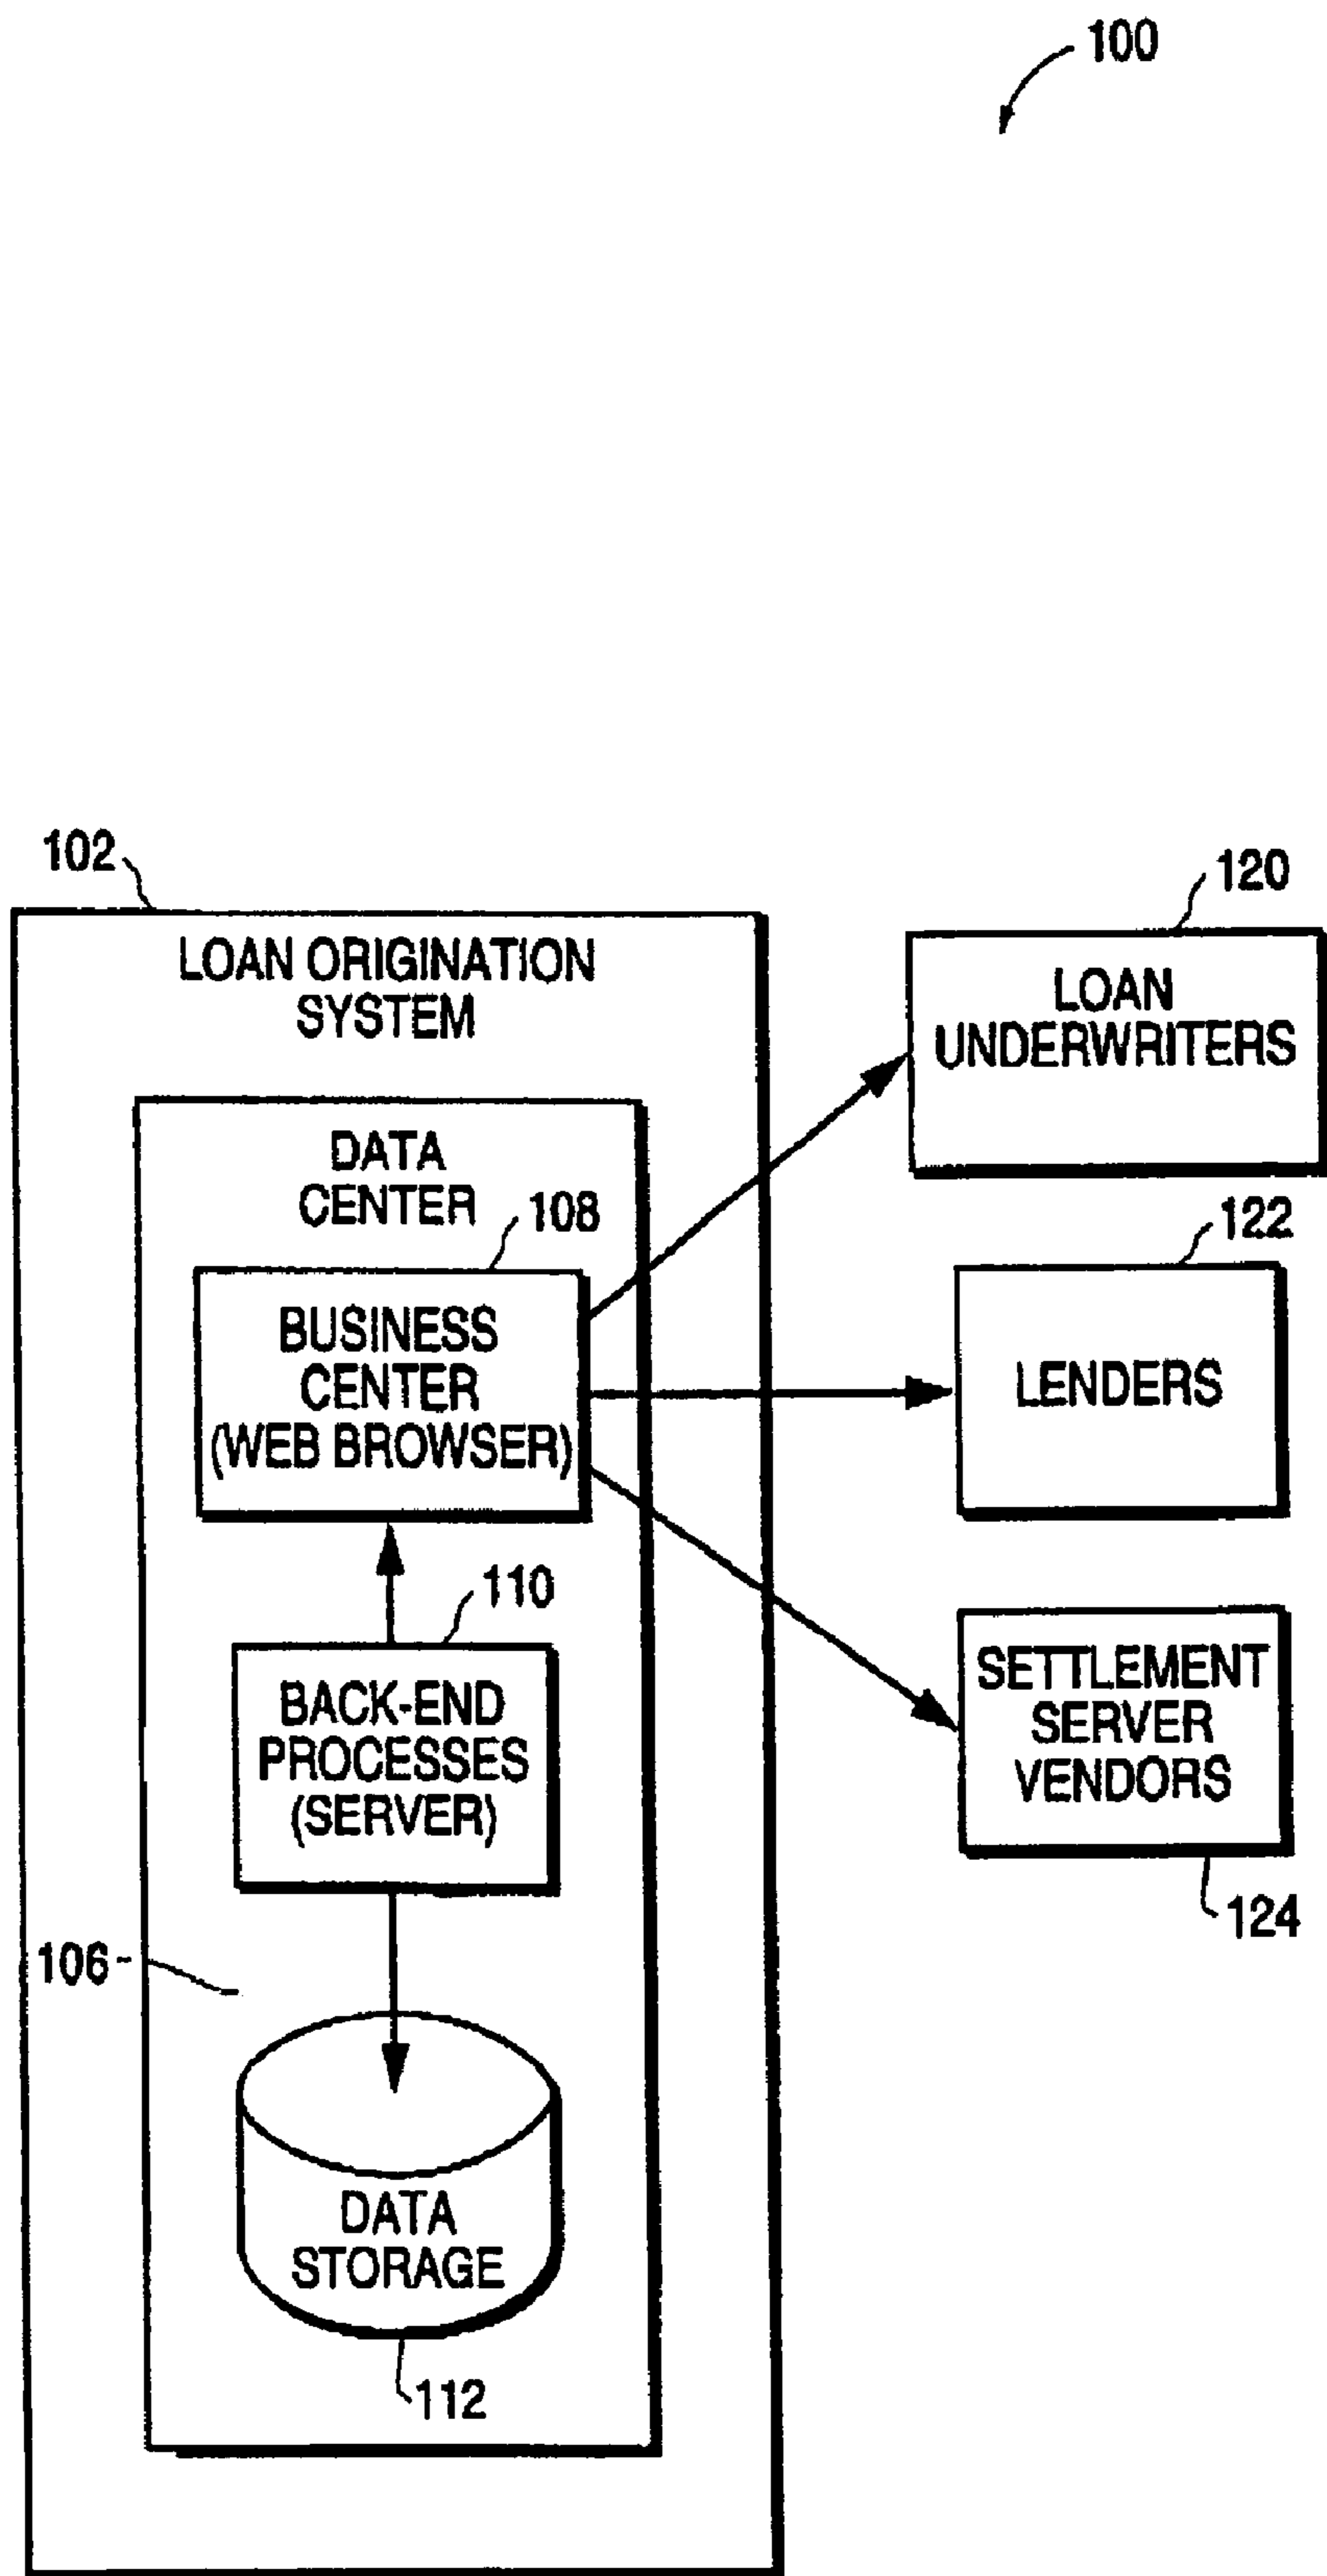 100
102
LOAN ORIGINATION
SYSTEM
DATA
CENTER
108
BUSINESS
CENTER
(WEB BROWSER)
110
BACK-END
PROCESSES
(SERVER)
106
DATA
STORAGE
112
120
LOAN
UNDERWRITERS
122
LENDERS
SETTLEMENT
SERVER
VENDORS
124